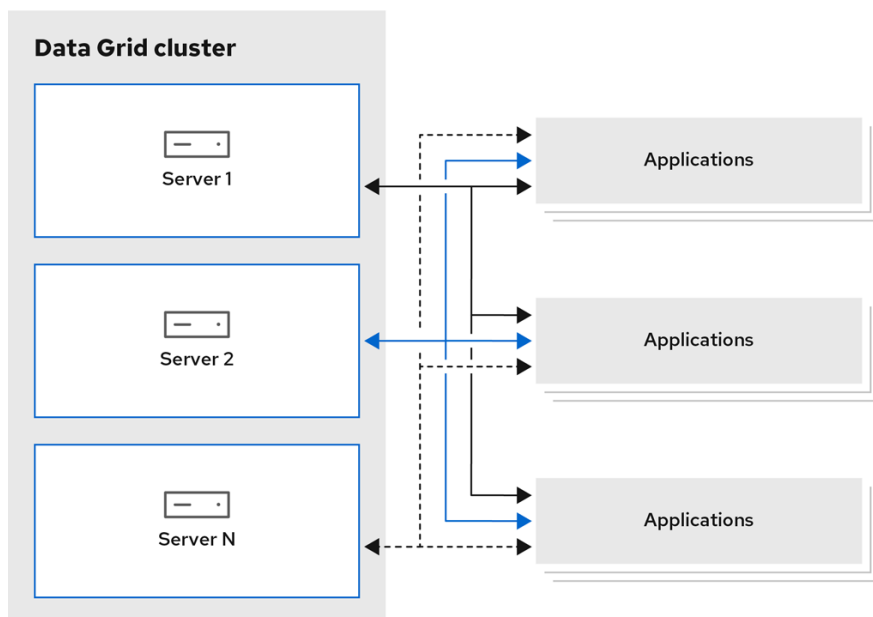 Data Grid cluster
Server 1
Applications
Server 2
Applications
Server N
Applications